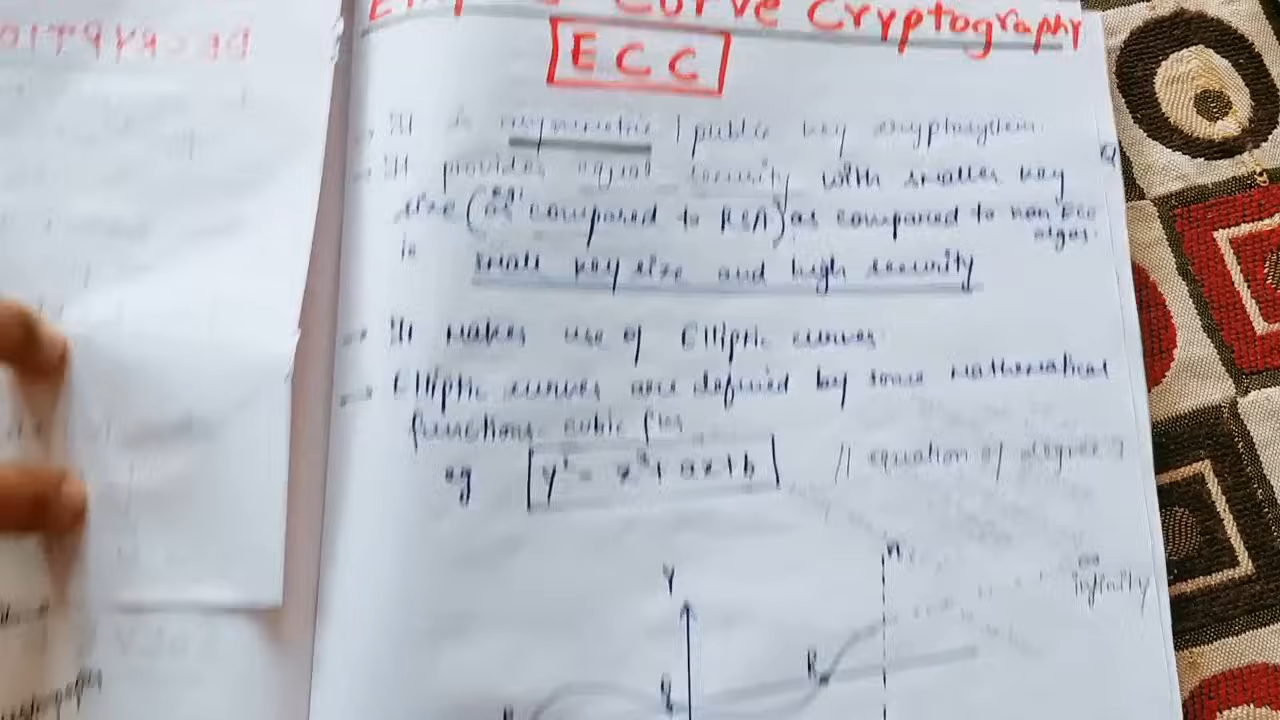 Elliptic Curve Cryptography
ECC
→ It is asymmetric / public key cryptosystem.
→ It provides equal security with smaller key
size (eg. as compared to RSA) as compared to non ECC
algos.
ie small key size and high security
→ It makes use of Elliptic curves
→ Elliptic curves are defined by some mathematical
functions cubic fns
eg y² = x³ + ax + b // equation of degree 3
Y
n
∞
infinity
R
Q